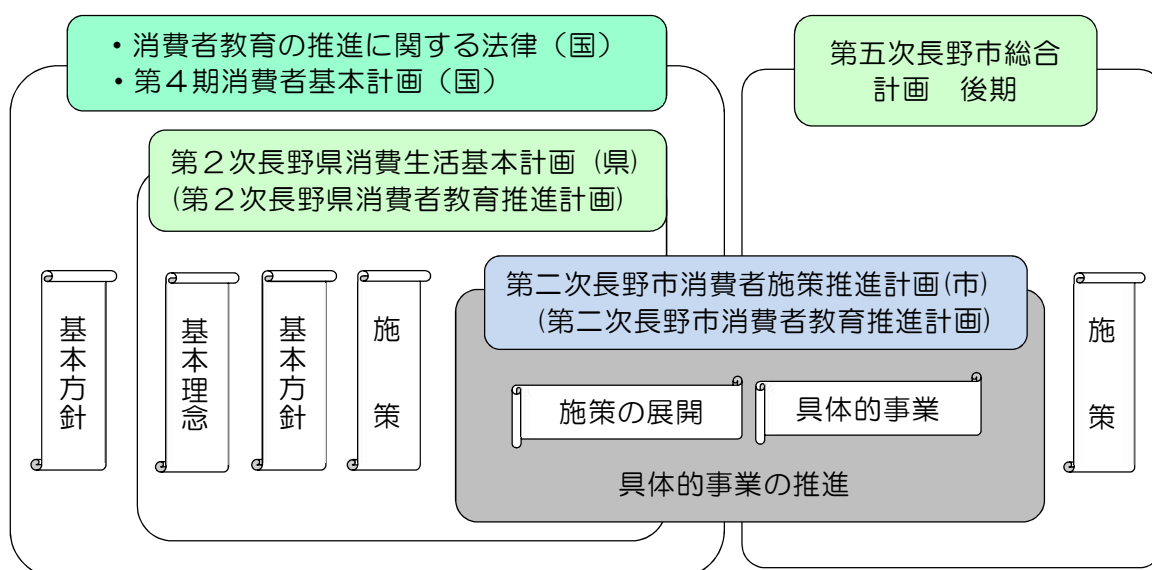 ・消費者教育の推進に関する法律（国）
・第４期消費者基本計画（国）
第五次長野市総合
計画　後期
第２次長野県消費生活基本計画 (県)
(第２次長野県消費者教育推進計画)
第二次長野市消費者施策推進計画(市)
(第二次長野市消費者教育推進計画)
基本方針
基本理念
基本方針
施　策
施策の展開
具体的事業
施　策
具体的事業の推進